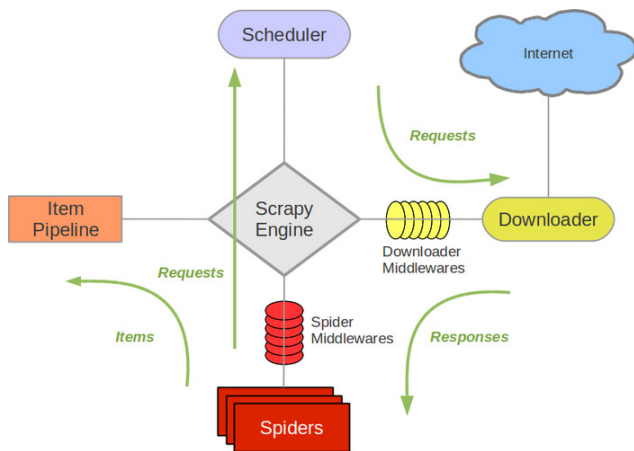 Scheduler
Internet
Requests
Item
Pipeline
Scrapy
Engine
Downloader
Downloader
Middlewares
Requests
Items
Spider
Middlewares
Responses
Spiders